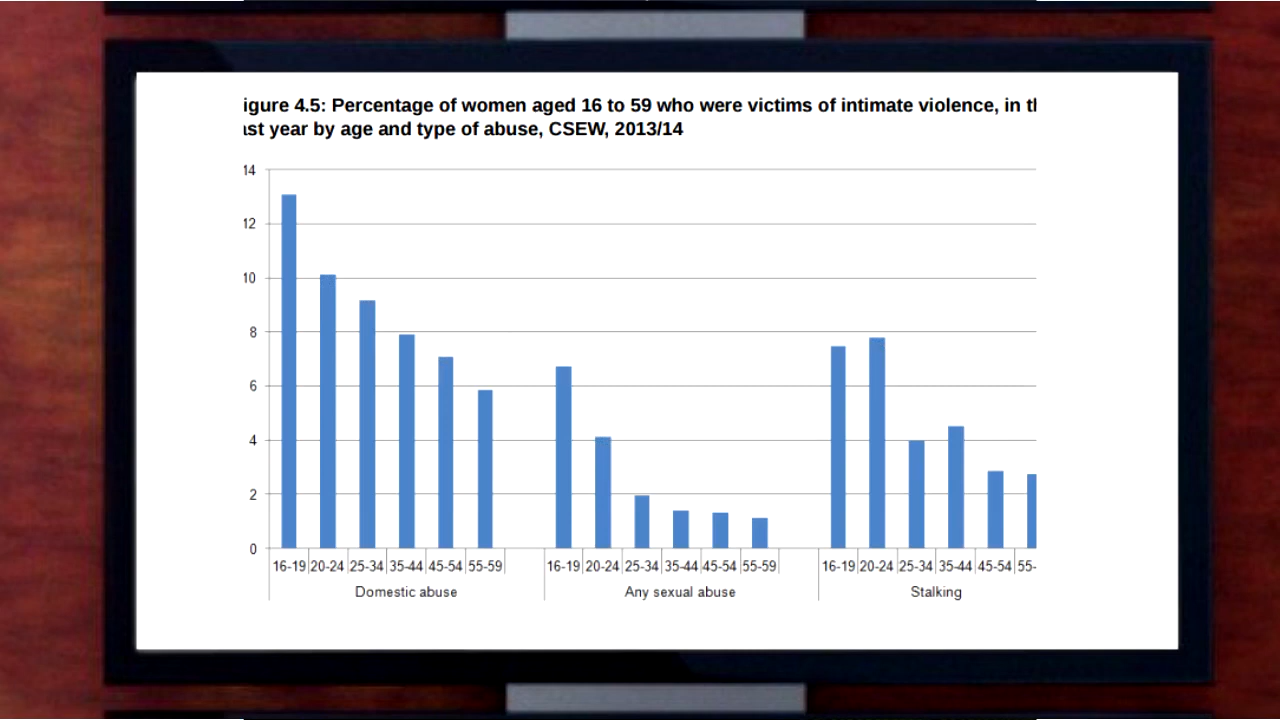 igure 4.5: Percentage of women aged 16 to 59 who were victims of intimate violence, in th
ast year by age and type of abuse, CSEW, 2013/14
14
12
10
8
6
4
2
0
16-19 20-24 25-34 35-44 45-54 55-59 16-19 20-24 25-34 35-44 45-54 55-59 16-19 20-24 25-34 35-44 45-54 55-
Domestic abuse Any sexual abuse Stalking